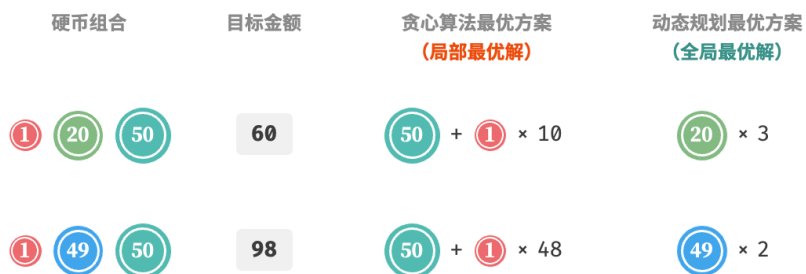 硬币组合 目标金额 贪心算法最优方案 动态规划最优方案
（局部最优解） （全局最优解）
1 20 50 60 50 + 1 × 10 20 × 3
1 49 50 98 50 + 1 × 48 49 × 2